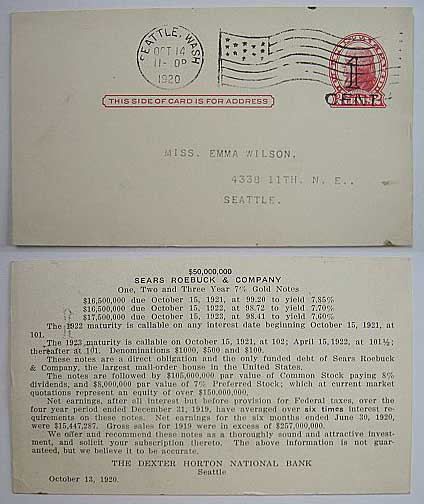 SEATTLE, WASH.
OCT 14
11-30P
1920
1
CENT
THIS SIDE OF CARD IS FOR ADDRESS
MISS. EMMA WILSON,
4338 11TH. N. E..
SEATTLE.
$50,000,000
SEARS ROEBUCK & COMPANY
One, Two and Three Year 7% Gold Notes
$16,500,000 due October 15, 1921, at 99.20 to yield 7.85%
$16,500,000 due October 15, 1922, at 98.72 to yield 7.70%
$17,500,000 due October 15, 1923, at 98.41 to yield 7.60%
The 1922 maturity is callable on any interest date beginning October 15, 1921, at
101.
The 1923 maturity is callable on October 15, 1921, at 102; April 15, 1922, at 101½;
thereafter at 101. Denominations $1000, $500 and $100.
These notes are a direct obligation and the only funded debt of Sears Roebuck
& Company, the largest mail-order house in the United States.
The notes are followed by $105,000,000 par value of Common Stock paying 8%
dividends, and $8,000,000 par value of 7% Preferred Stock; which at current market
quotations represent an equity of over $150,000,000.
Net earnings, after all interest but before provision for Federal taxes, over the
four year period ended December 31, 1919, have averaged over six times interest re-
quirements on these notes. Net earnings for the six months ended June 30, 1920,
were $15,447,287. Gross sales for 1919 were in excess of $257,000,000.
We offer and recommend these notes as a thoroughly sound and attractive invest-
ment, and solicit your subscription thereto. The above information is not guar-
anteed, but we believe it to be accurate.
THE DEXTER HORTON NATIONAL BANK
Seattle
October 13, 1920.